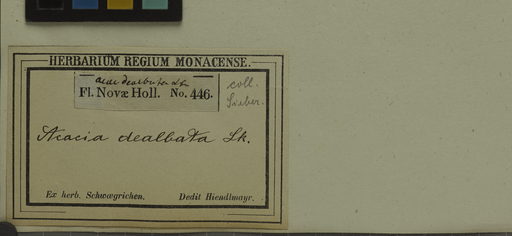 HERBARIUM REGIUM MONACENSE.
Acac dealbata Lk
Fl. Novæ Holl. No. 446.
coll.
Sieber.
Acacia dealbata Lk.
Ex herb. Schwægrichen. Dedit Hiendlmayr.